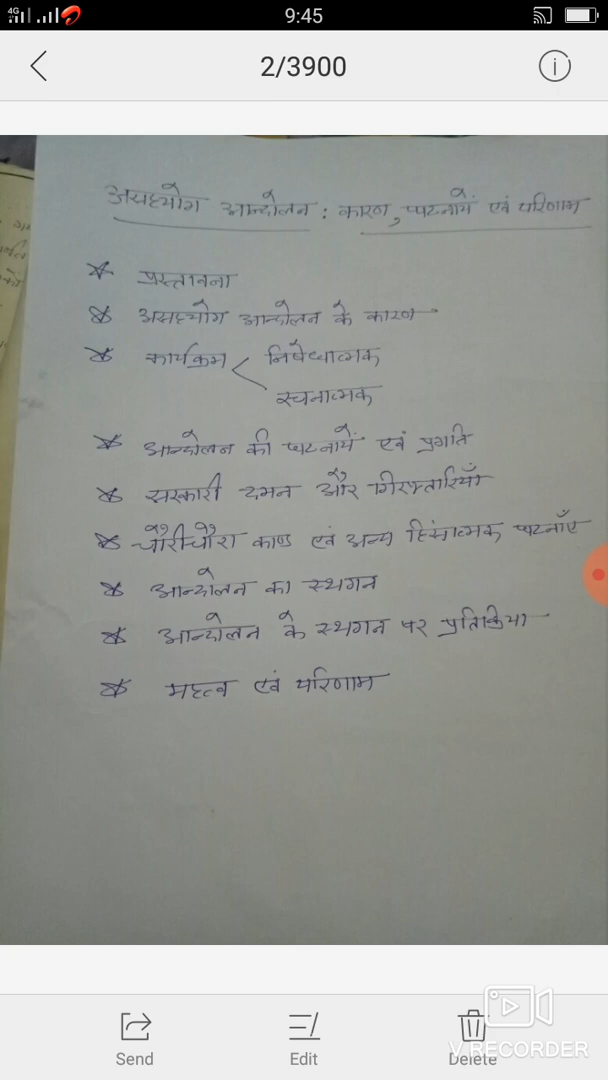 4G
9:45
2/3900
असहयोग आन्दोलन : कारण, घटनायें एवं परिणाम
प्रस्तावना
असहयोग आन्दोलन के कारण
कार्यक्रम < निषेधात्मक
रचनात्मक
आन्दोलन की घटनायें एवं प्रगति
सरकारी दमन और गिरफ्तारियाँ
चौरीचौरा काण्ड एवं अन्य हिंसात्मक घटनाएँ
आन्दोलन का स्थगन
आन्दोलन के स्थगन पर प्रतिक्रिया
महत्व एवं परिणाम
Send Edit Delete
V RECORDER